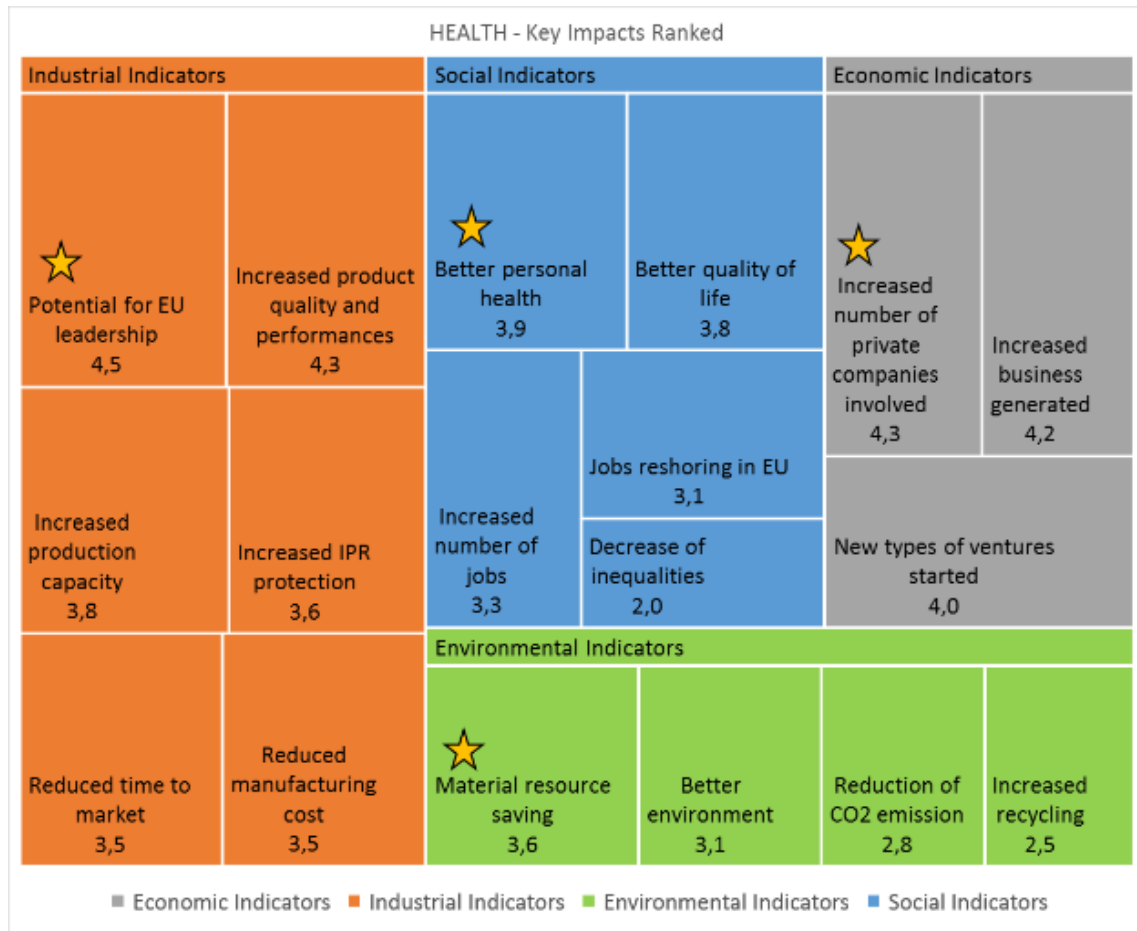 HEALTH - Key Impacts Ranked
Industrial Indicators
Potential for EU
leadership
4,5
Increased product
quality and
performances
4,3
Increased
production
capacity
3,8
Increased IPR
protection
3,6
Reduced time to
market
3,5
Reduced
manufacturing
cost
3,5
Social Indicators
Better personal
health
3,9
Better quality of
life
3,8
Increased
number of
jobs
3,3
Jobs reshoring in EU
3,1
Decrease of
inequalities
2,0
Economic Indicators
Increased
number of
private
companies
involved
4,3
Increased
business
generated
4,2
New types of ventures
started
4,0
Environmental Indicators
Material resource
saving
3,6
Better
environment
3,1
Reduction of
CO2 emission
2,8
Increased
recycling
2,5
Economic Indicators Industrial Indicators Environmental Indicators Social Indicators